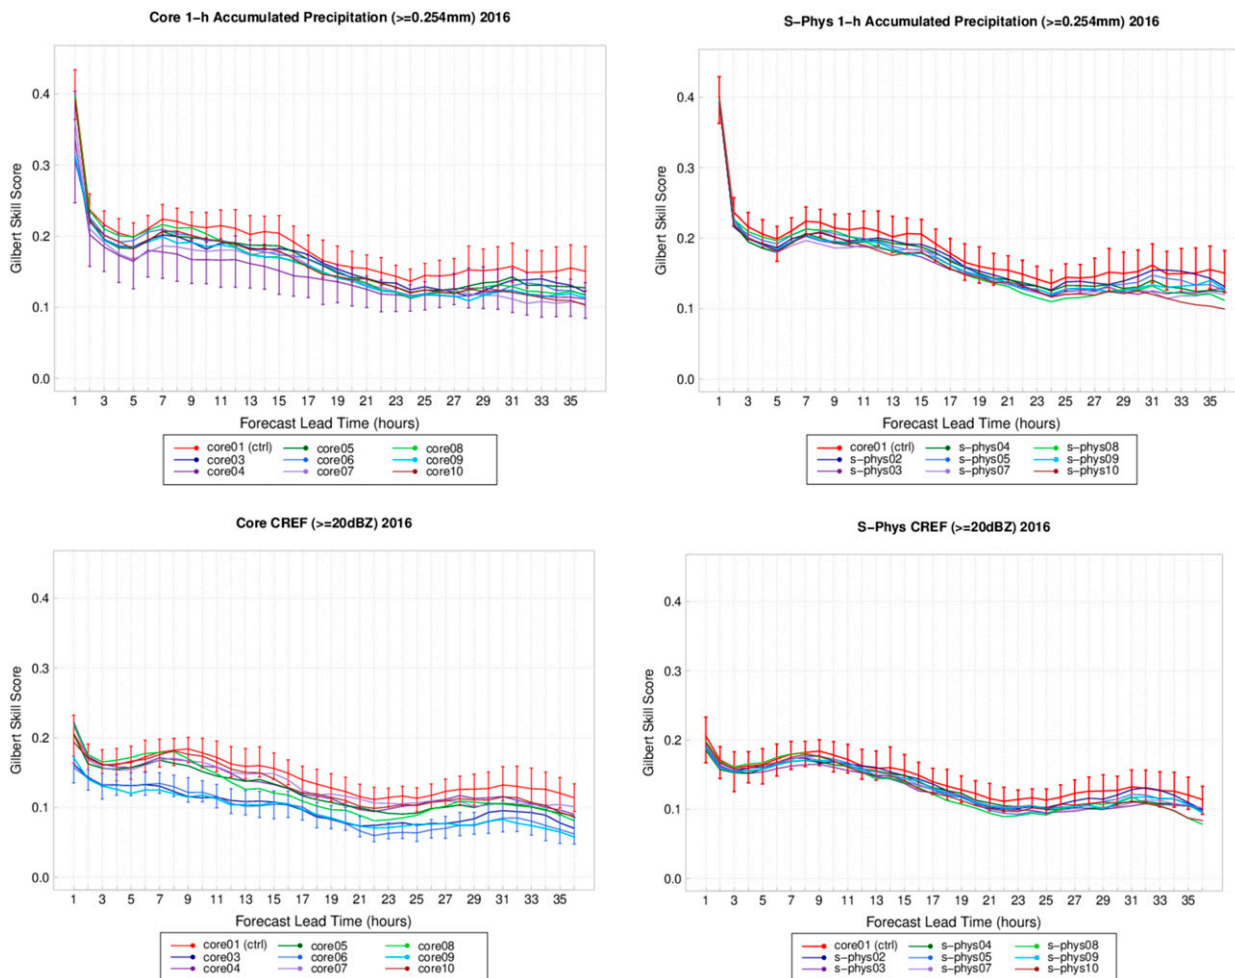 Core 1−h Accumulated Precipitation (>=0.254mm) 2016
Gilbert Skill Score
0.4
0.3
0.2
0.1
0.0
1 3 5 7 9 11 13 15 17 19 21 23 25 27 29 31 33 35
Forecast Lead Time (hours)
core01 (ctrl) core05 core08
core03 core06 core09
core04 core07 core10
S−Phys 1−h Accumulated Precipitation (>=0.254mm) 2016
Gilbert Skill Score
0.4
0.3
0.2
0.1
0.0
1 3 5 7 9 11 13 15 17 19 21 23 25 27 29 31 33 35
Forecast Lead Time (hours)
core01 (ctrl) s−phys04 s−phys08
s−phys02 s−phys05 s−phys09
s−phys03 s−phys07 s−phys10
Core CREF (>=20dBZ) 2016
Gilbert Skill Score
0.4
0.3
0.2
0.1
0.0
1 3 5 7 9 11 13 15 17 19 21 23 25 27 29 31 33 35
Forecast Lead Time (hours)
core01 (ctrl) core05 core08
core03 core06 core09
core04 core07 core10
S−Phys CREF (>=20dBZ) 2016
Gilbert Skill Score
0.4
0.3
0.2
0.1
0.0
1 3 5 7 9 11 13 15 17 19 21 23 25 27 29 31 33 35
Forecast Lead Time (hours)
core01 (ctrl) s−phys04 s−phys08
s−phys02 s−phys05 s−phys09
s−phys03 s−phys07 s−phys10